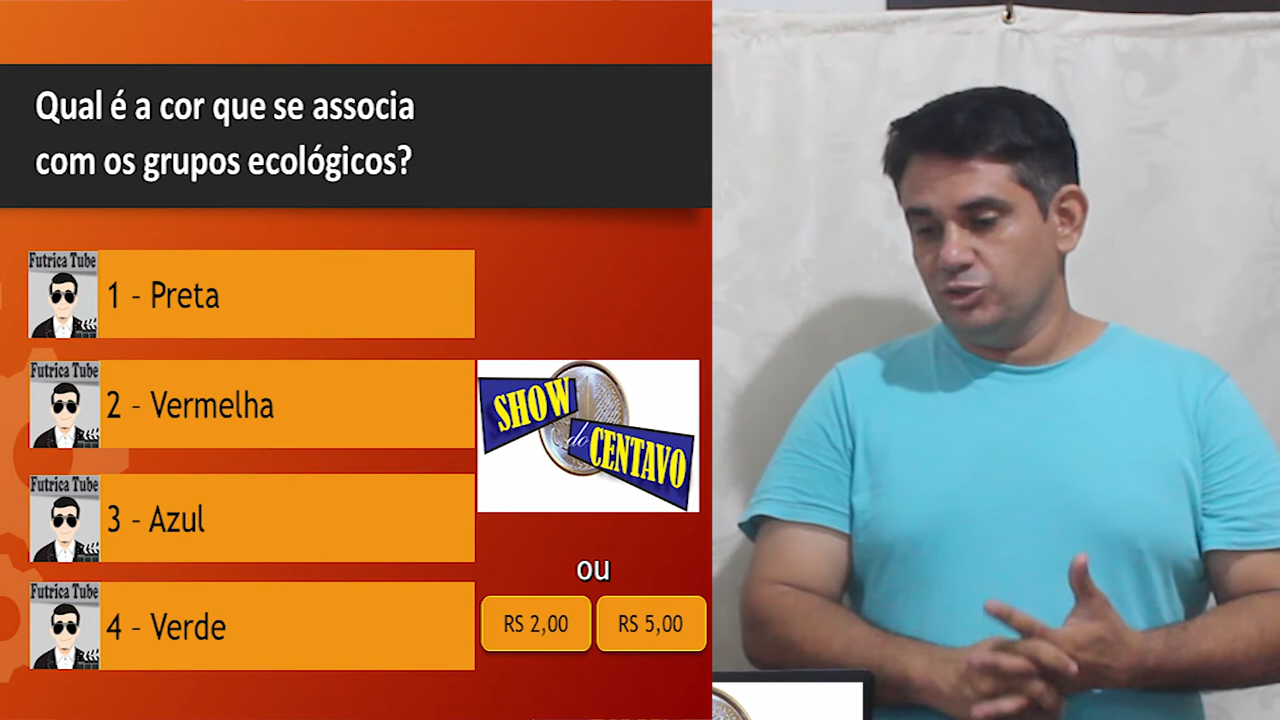 Qual é a cor que se associa
com os grupos ecológicos?
Futrica Tube
1 - Preta
Futrica Tube
2 - Vermelha
Futrica Tube
3 - Azul
Futrica Tube
4 - Verde
SHOW
do CENTAVO
ou
RS 2,00
RS 5,00